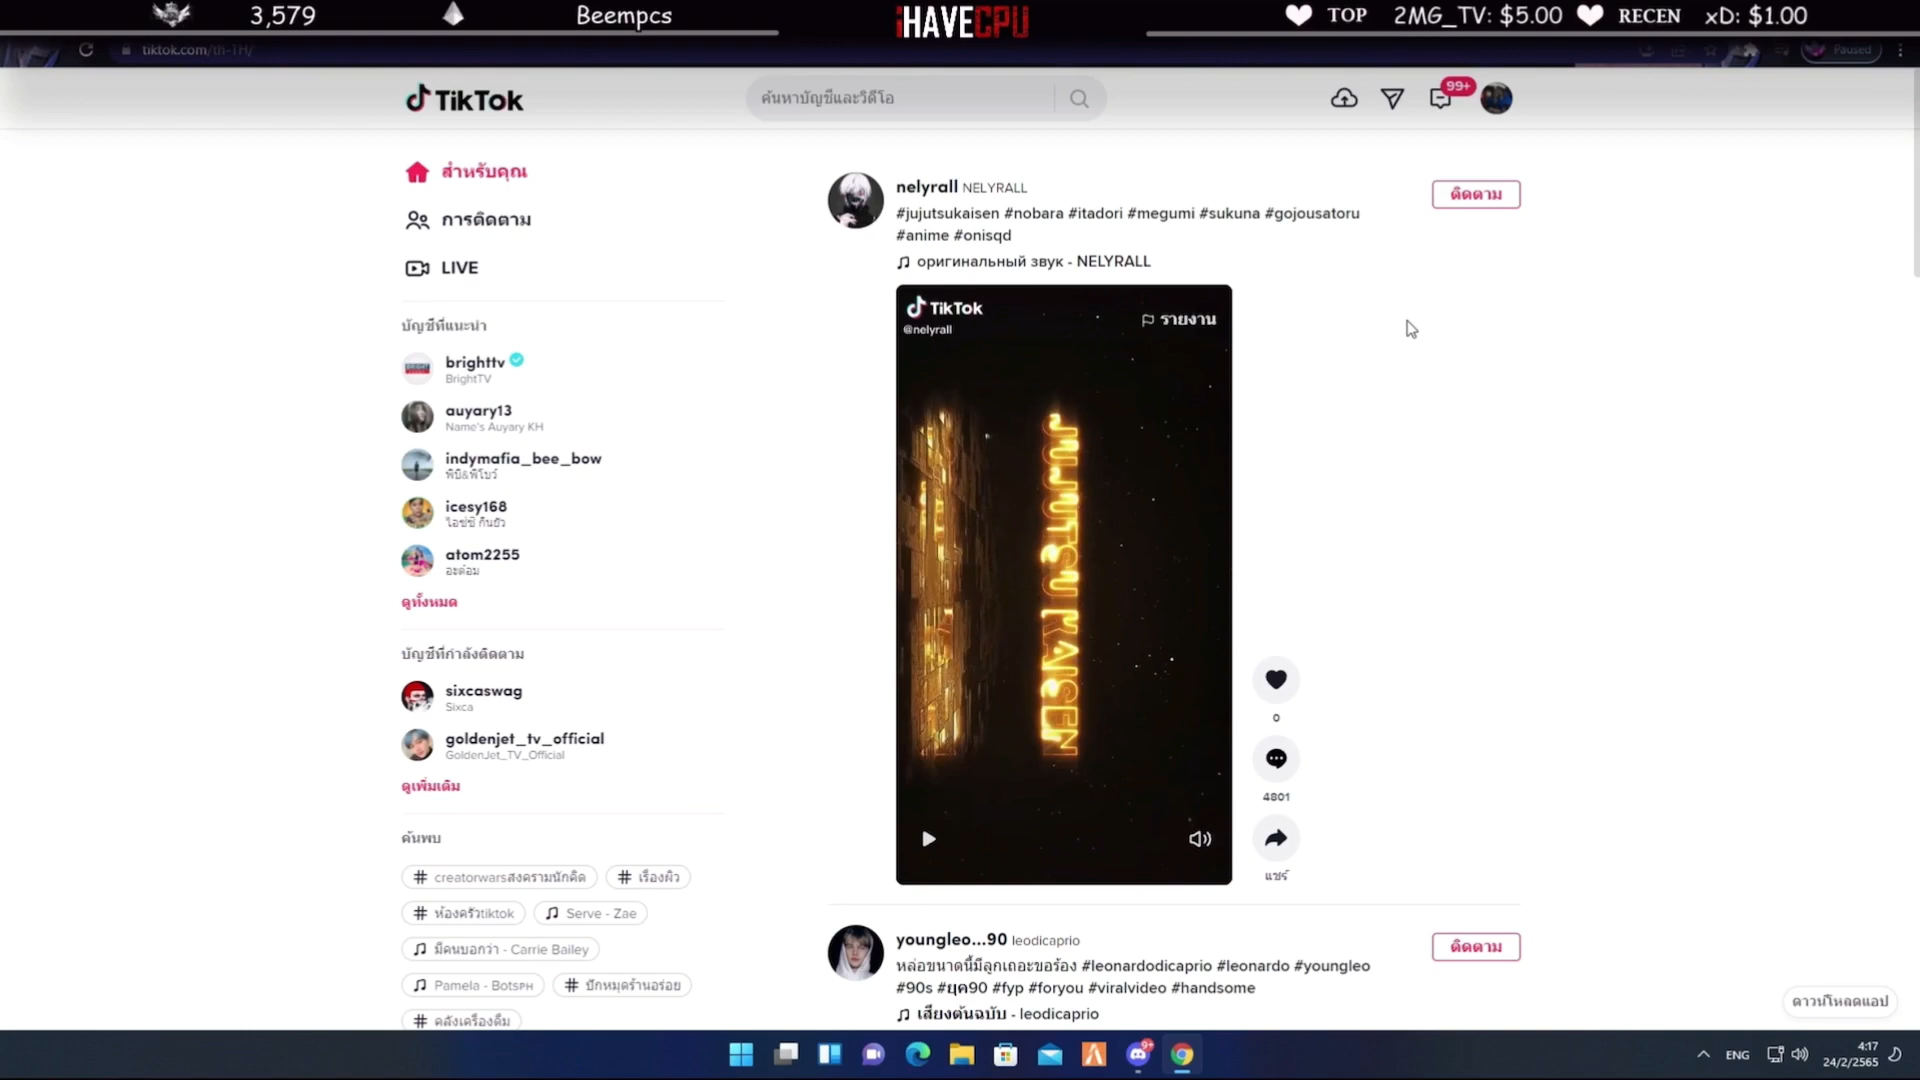 3,579
Beempcs
iHAVECPU
TOP 2MG_TV: $5.00
RECEN xD: $1.00
tiktok.com/th-TH/
Paused
TikTok
ค้นหาบัญชีและวิดีโอ
99+
สำหรับคุณ
การติดตาม
LIVE
บัญชีที่แนะนำ
brighttv
BrightTV
auyary13
Name's Auyary KH
indymafia_bee_bow
พี่บี&พี่โบว์
icesy168
ไอซ์ซี่ กินยั่ว
atom2255
อะต๋อม
ดูทั้งหมด
บัญชีที่กำลังติดตาม
sixcaswag
Sixca
goldenjet_tv_official
GoldenJet_TV_Official
ดูเพิ่มเติม
ค้นพบ
# creatorwarsสงครามนักคิด
# เรื่องผิว
# ห้องครัวtiktok
Serve - Zae
มีคนบอกว่า - Carrie Bailey
Pamela - Botsᴘʜ
# ปักหมุดร้านอร่อย
# คลังเครื่องดื่ม
nelyrall NELYRALL
ติดตาม
#jujutsukaisen #nobara #itadori #megumi #sukuna #gojousatoru
#anime #onisqd
оригинальный звук - NELYRALL
TikTok
@nelyrall
รายงาน
JUJUTSU KAISEN
0
4801
แชร์
youngleo...90 leodicaprio
ติดตาม
หล่อขนาดนี้มีลูกเถอะขอร้อง #leonardodicaprio #leonardo #youngleo
#90s #ยุค90 #fyp #foryou #viralvideo #handsome
เสียงต้นฉบับ - leodicaprio
ดาวน์โหลดแอป
9+
ENG
4:17
24/2/2565